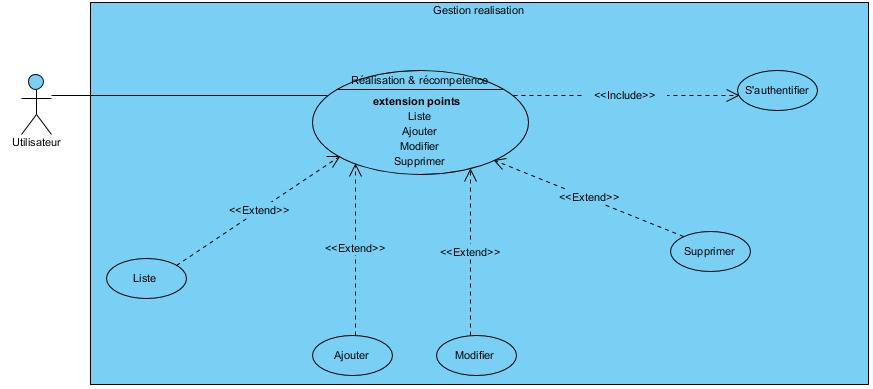 Gestion realisation
Réalisation & récompetence
extension points
Liste
Ajouter
Modifier
Supprimer
<<Include>>
S'authentifier
Utilisateur
<<Extend>>
<<Extend>>
<<Extend>>
<<Extend>>
Liste
Supprimer
Ajouter
Modifier